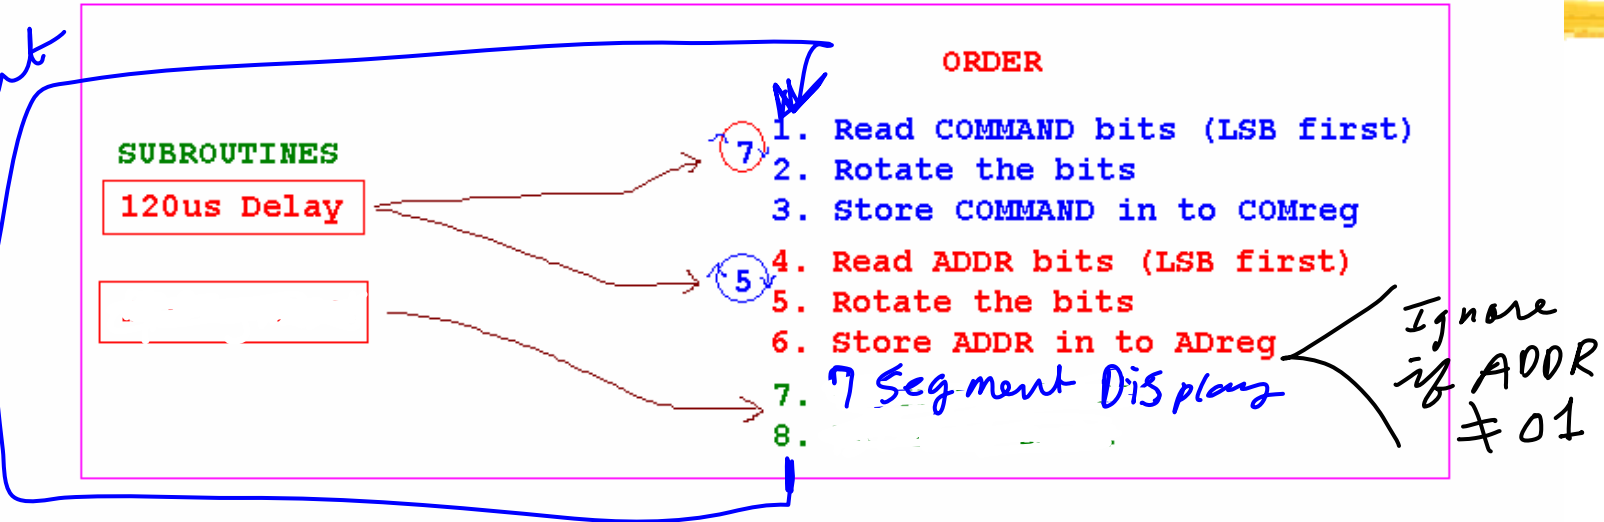 ORDER
SUBROUTINES
120us Delay
7
1. Read COMMAND bits (LSB first)
2. Rotate the bits
3. Store COMMAND in to COMreg
5
4. Read ADDR bits (LSB first)
5. Rotate the bits
6. Store ADDR in to ADreg
7. 7 Segment Display
8.
Ignore
if ADDR
≠ 01